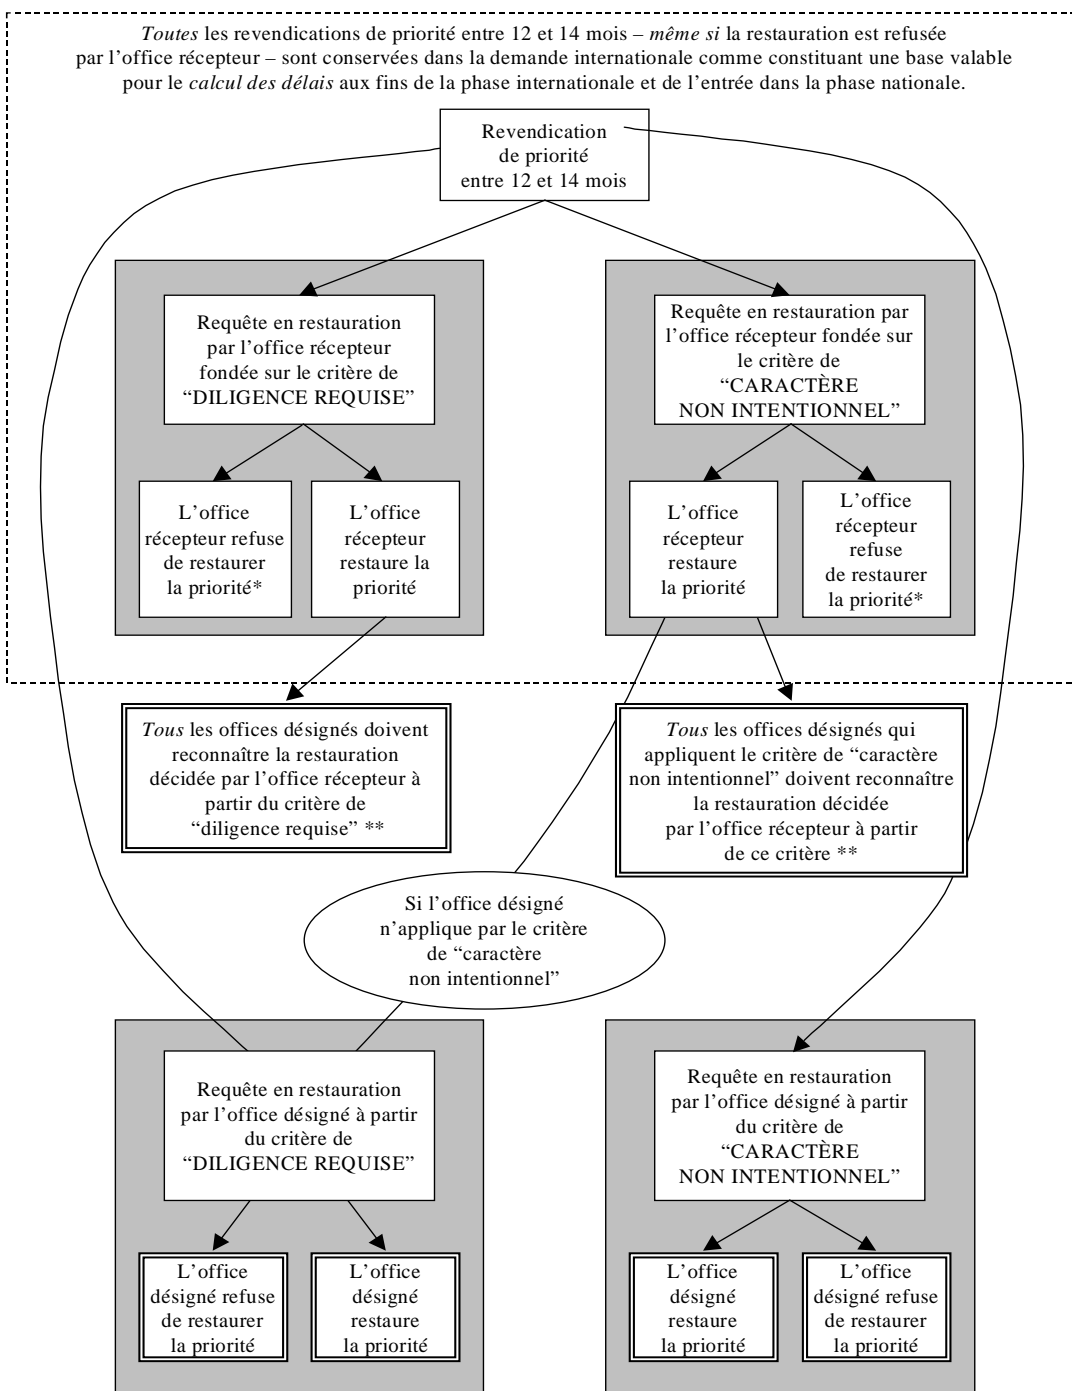 Toutes les revendications de priorité entre 12 et 14 mois – même si la restauration est refusée
par l’office récepteur – sont conservées dans la demande internationale comme constituant une base valable
pour le calcul des délais aux fins de la phase internationale et de l’entrée dans la phase nationale.
Revendication
de priorité
entre 12 et 14 mois
Requête en restauration
par l’office récepteur
fondée sur le critère de
“DILIGENCE REQUISE”
Requête en restauration par
l’office récepteur fondée sur
le critère de
“CARACTÈRE
NON INTENTIONNEL”
L’office
récepteur refuse
de restaurer
la priorité*
L’office
récepteur
restaure la
priorité
L’office
récepteur
restaure
la priorité
L’office
récepteur
refuse
de restaurer
la priorité*
Tous les offices désignés doivent
reconnaître la restauration
décidée par l’office récepteur à
partir du critère de
“diligence requise” **
Tous les offices désignés qui
appliquent le critère de “caractère
non intentionnel” doivent reconnaître
la restauration décidée
par l’office récepteur à partir
de ce critère **
Si l’office désigné
n’applique par le critère
de “caractère
non intentionnel”
Requête en restauration
par l’office désigné à partir
du critère de
“DILIGENCE REQUISE”
Requête en restauration
par l’office désigné à partir
du critère de
“CARACTÈRE
NON INTENTIONNEL”
L’office
désigné refuse
de restaurer
la priorité
L’office
désigné
restaure
la priorité
L’office
désigné
restaure
la priorité
L’office
désigné refuse
de restaurer
la priorité